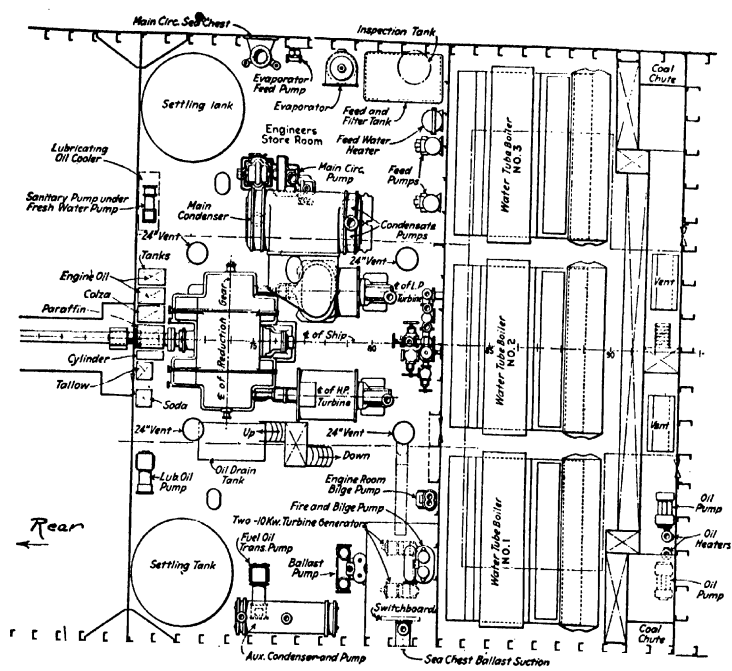 Main Circ. Sea Chest
Inspection Tank
Coal
Chute
Evaporator
Feed Pump
Evaporator
Settling Tank
Feed and
Filter Tank
Engineers
Store Room
Feed Water
Heater
Water Tube Boiler
NO. 3
Lubricating
Oil Cooler
Main Circ.
Pump
Feed
Pumps
Sanitary Pump under
Fresh Water Pump
Main
Condenser
Condensate
Pumps
24" Vent
24" Vent
Tanks
Engine Oil
Colza
Paraffin
℄ of L.P.
Turbine
Vent
℄ of Reduction Gear
℄ of Ship
75
80
85
90
Water Tube Boiler
NO. 2
Cylinder
Tallow
Soda
℄ of H.P.
Turbine
Vent
24" Vent
Up
24" Vent
Down
Oil Drain
Tank
Lub. Oil
Pump
Engine Room
Bilge Pump
Fire and Bilge Pump
Two -10Kw. Turbine Generators
Oil
Pump
Rear
Fuel Oil
Trans. Pump
Ballast
Pump
Water Tube Boiler
NO. 1
Oil
Heaters
Settling Tank
Oil
Pump
Switchboard
Coal
Chute
Aux. Condenser and Pump
Sea Chest Ballast Suction